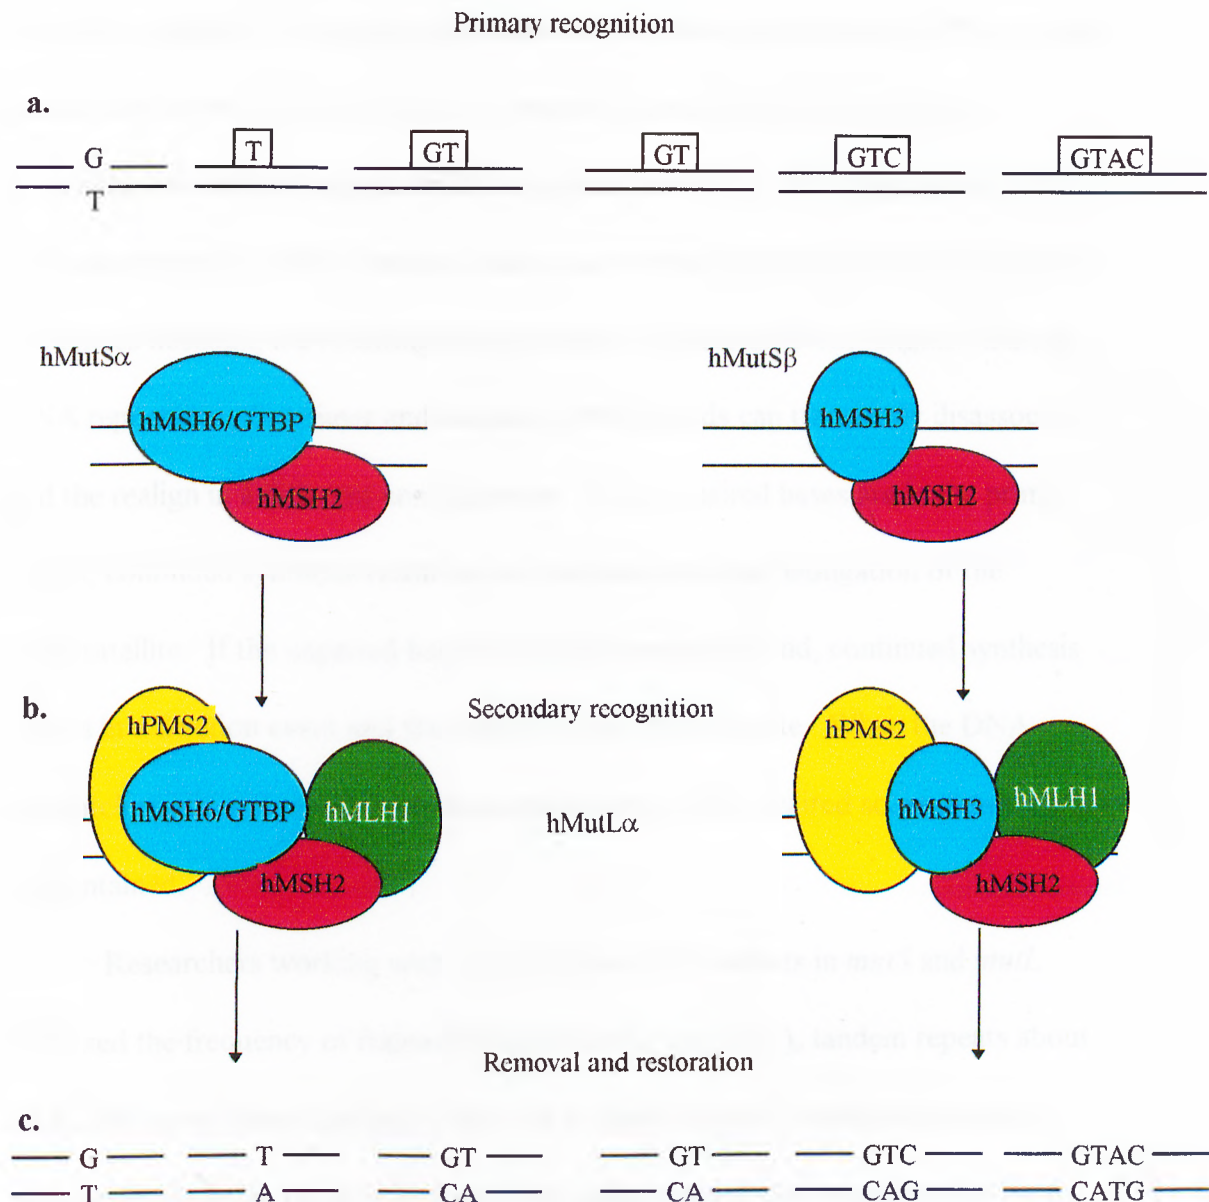 Primary recognition
a.
G T GT GT GTC GTAC
T
hMutSα hMutSβ
hMSH6/GTBP hMSH3
hMSH2 hMSH2
b. Secondary recognition
hPMS2 hPMS2
hMSH6/GTBP hMLH1 hMutLα hMSH3 hMLH1
hMSH2 hMSH2
Removal and restoration
c.
G T GT GT GTC GTAC
T A CA CA CAG CATG